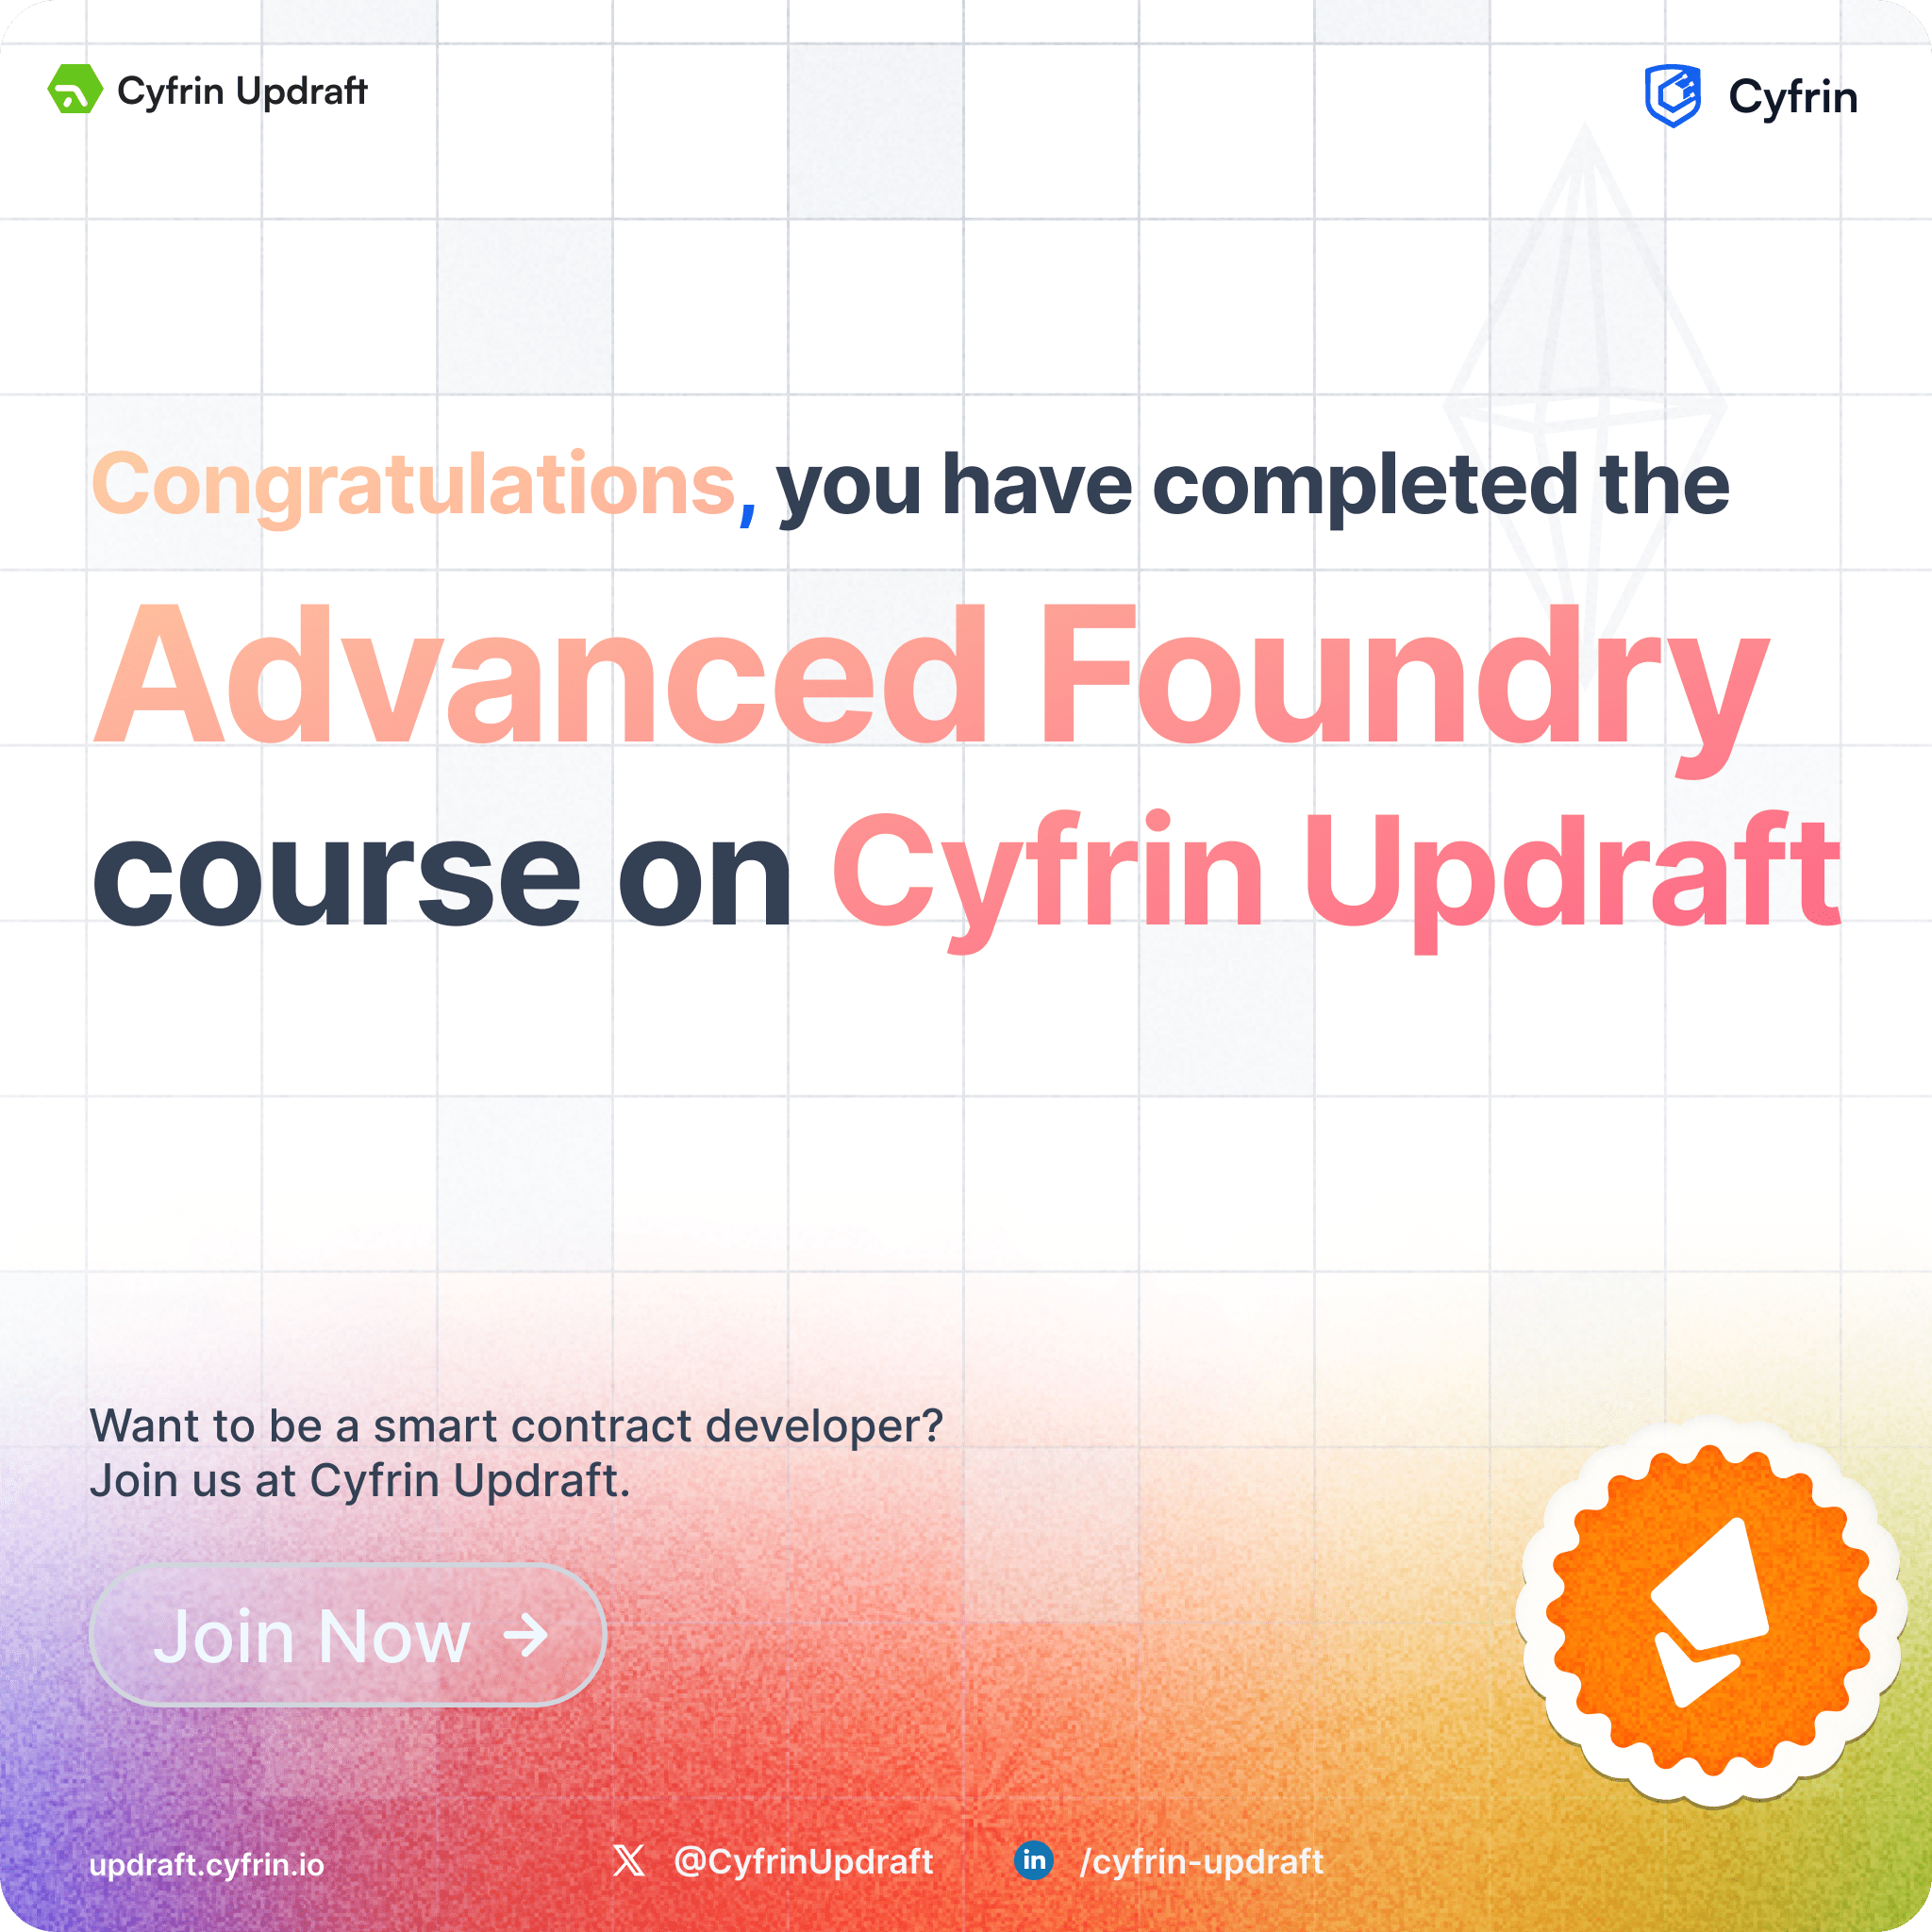 Cyfrin Updraft
Cyfrin
Congratulations, you have completed the
Advanced Foundry
course on Cyfrin Updraft
Want to be a smart contract developer?
Join us at Cyfrin Updraft.
Join Now →
updraft.cyfrin.io
@CyfrinUpdraft
in /cyfrin-updraft